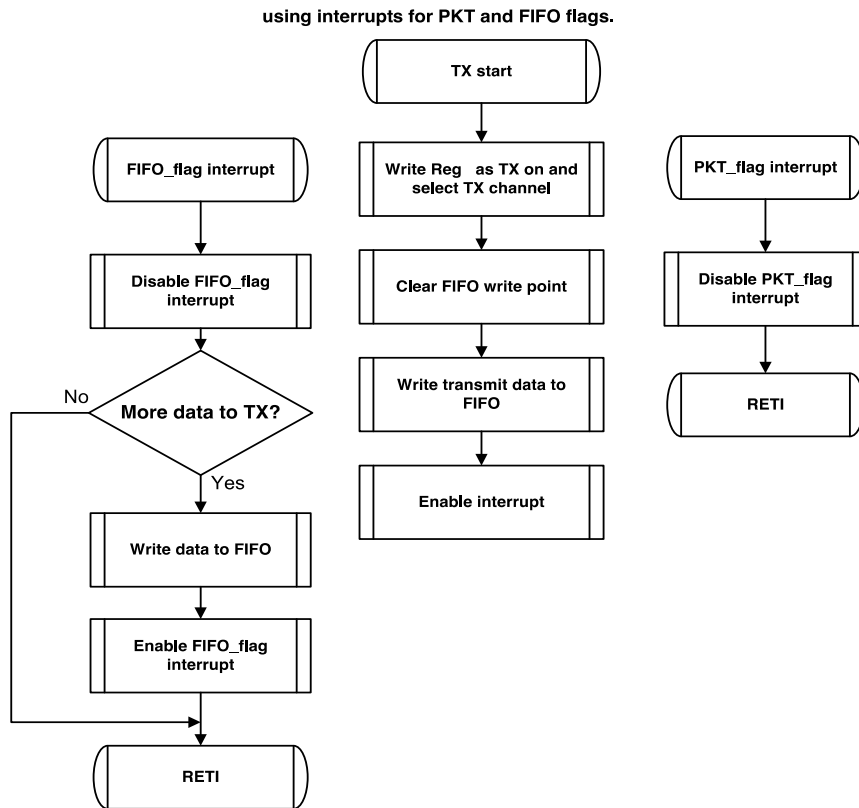 using interrupts for PKT and FIFO flags.
FIFO_flag interrupt
Disable FIFO_flag
interrupt
More data to TX?
No
Yes
Write data to FIFO
Enable FIFO_flag
interrupt
RETI
TX start
Write Reg as TX on and
select TX channel
Clear FIFO write point
Write transmit data to
FIFO
Enable interrupt
PKT_flag interrupt
Disable PKT_flag
interrupt
RETI